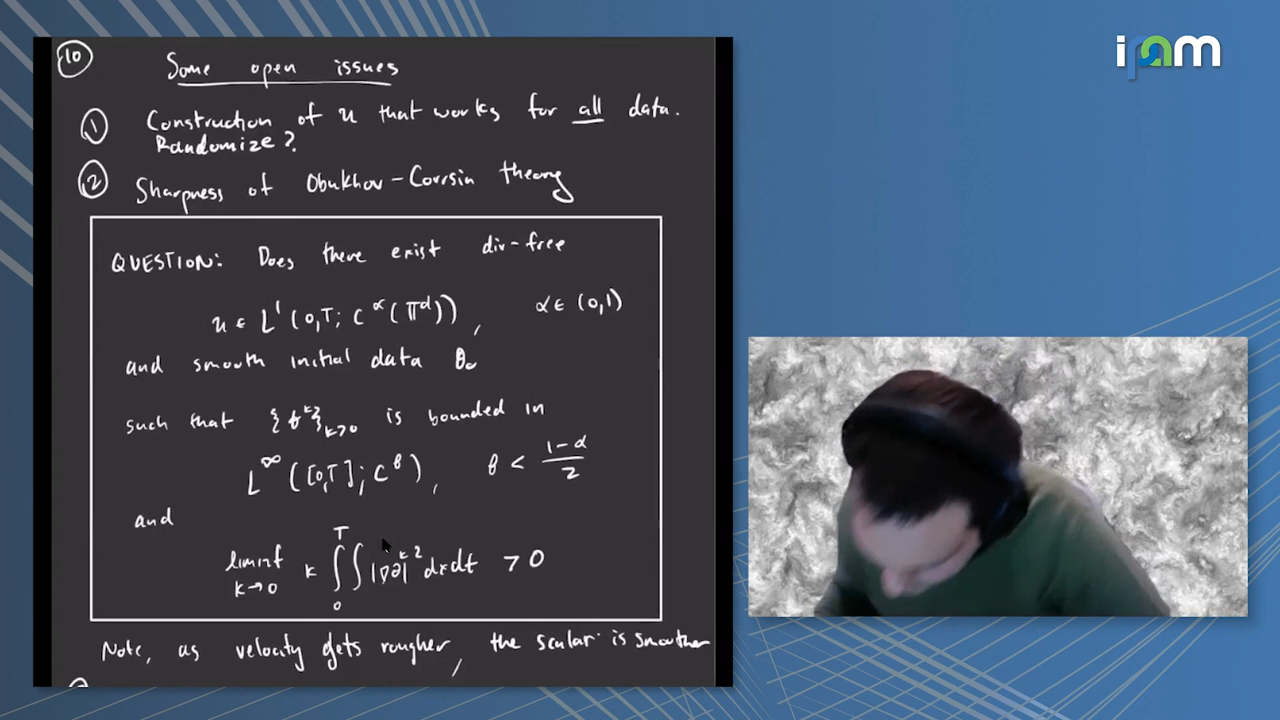 ipam
10
Some open issues
① Construction of u that works for all data.
Randomize?
② Sharpness of Obukhov-Corrsin theory
QUESTION: Does there exist div-free
u ∈ L¹(0,T; C^α(𝕋^d)), α ∈ (0,1)
and smooth initial data θ₀
such that {θ^κ}_{κ>0} is bounded in
L^∞([0,T]; C^β), β < (1-α)/2
and
liminf_{κ→0} κ ∫₀^T ∫ |∇θ|^κ² dx dt > 0
Note, as velocity gets rougher, the scalar is smoother